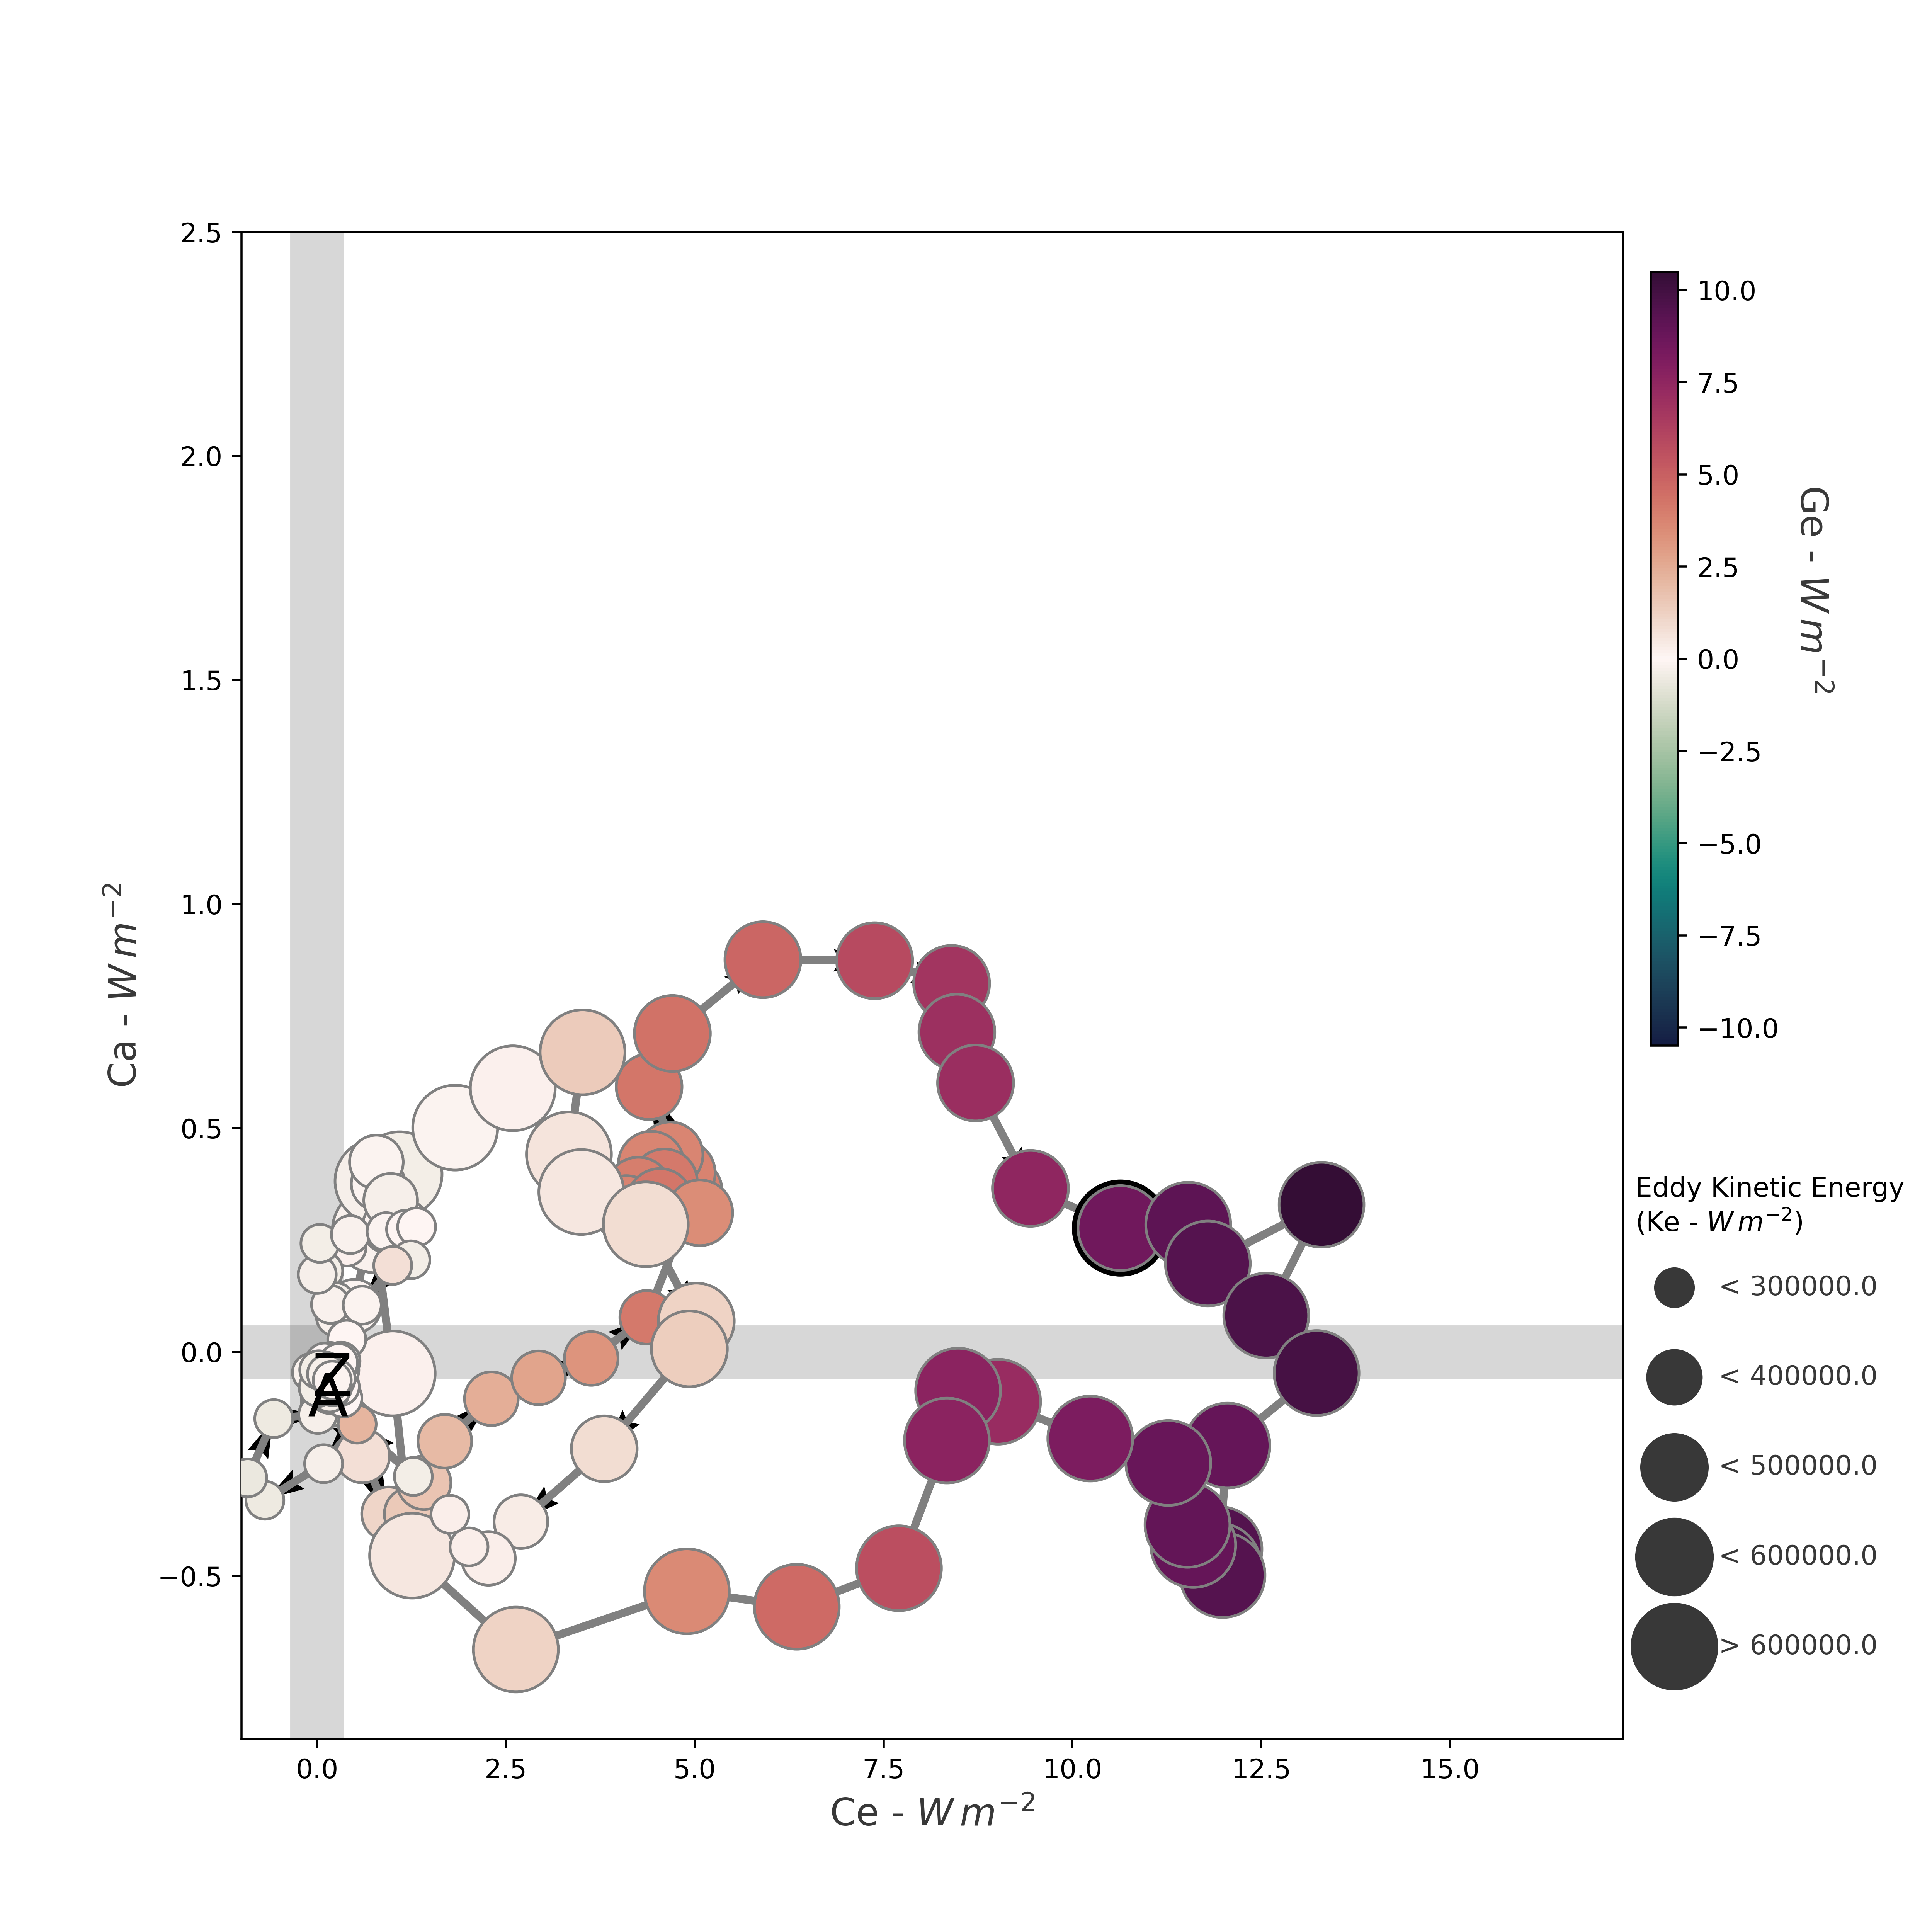 2.5
2.0
1.5
1.0
0.5
0.0
−0.5
Ca - W m⁻²
0.0 2.5 5.0 7.5 10.0 12.5 15.0
Ce - W m⁻²
A
Z
10.0
7.5
5.0
2.5
0.0
−2.5
−5.0
−7.5
−10.0
Ge - W m⁻²
Eddy Kinetic Energy
(Ke - W m⁻²)
< 300000.0
< 400000.0
< 500000.0
< 600000.0
> 600000.0